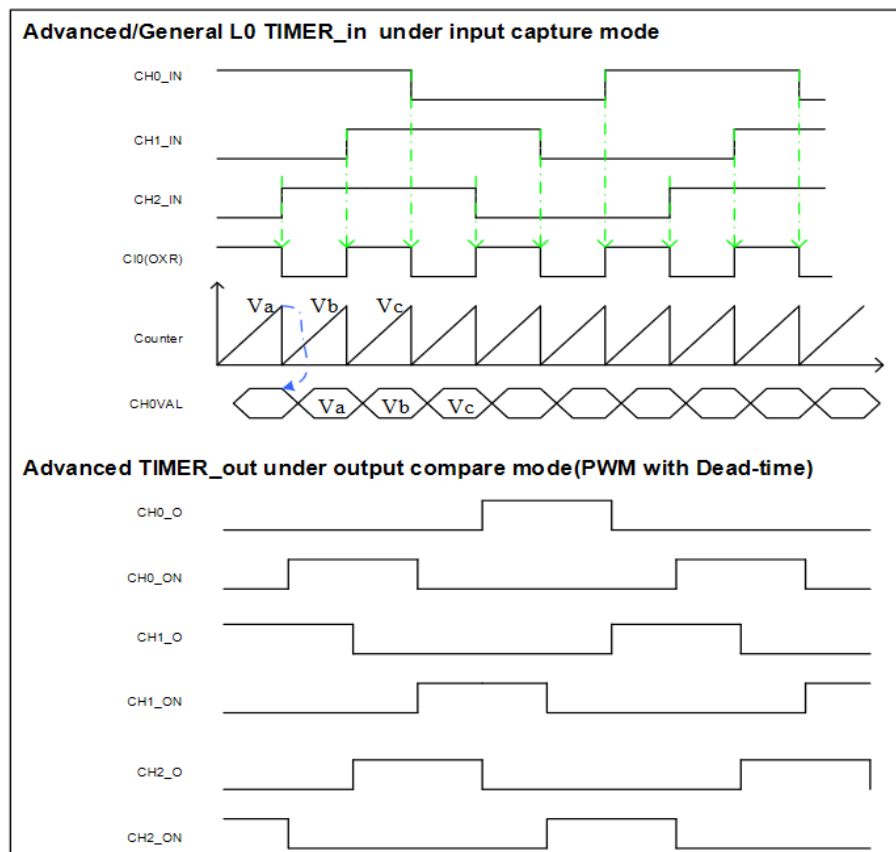 Advanced/General L0 TIMER_in under input capture mode
CH0_IN
CH1_IN
CH2_IN
CI0(OXR)
Va Vb Vc
Counter
CH0VAL
Va Vb Vc
Advanced TIMER_out under output compare mode(PWM with Dead-time)
CH0_O
CH0_ON
CH1_O
CH1_ON
CH2_O
CH2_ON